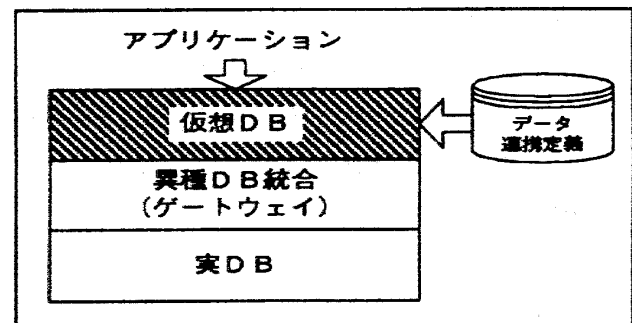 アプリケーション
仮想DB
データ
連携定義
異種DB統合
(ゲートウェイ)
実DB